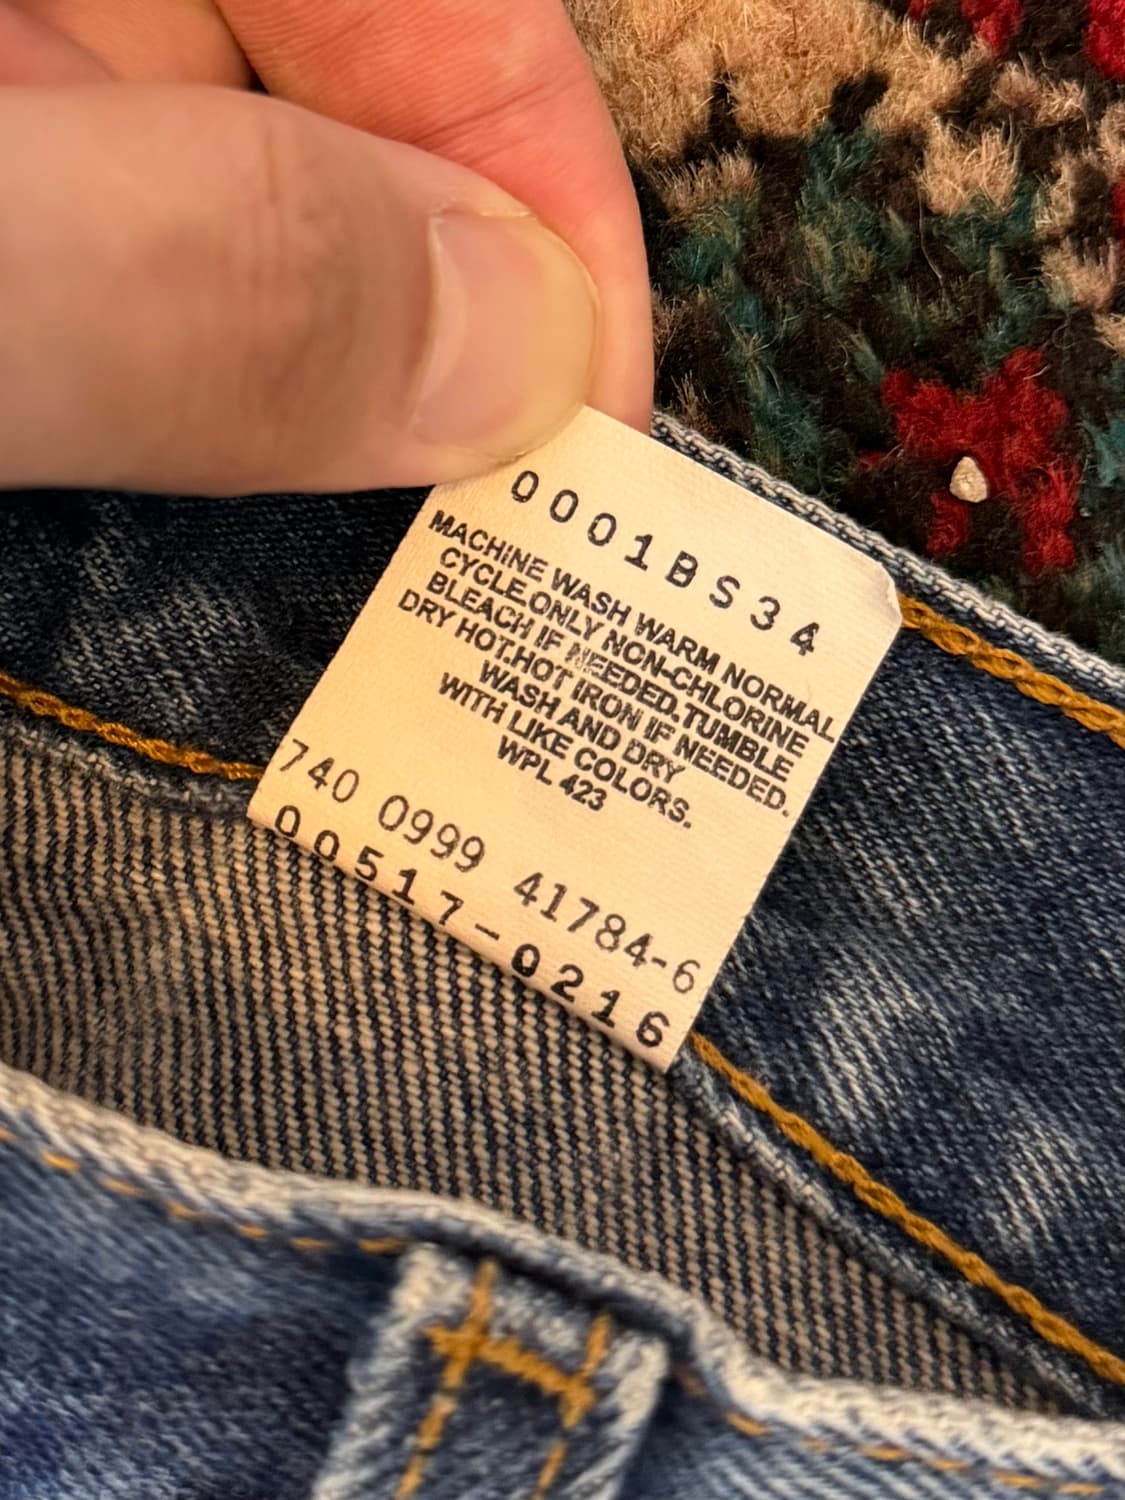 0001BS34
MACHINE WASH WARM NORMAL
CYCLE.ONLY NON-CHLORINE
BLEACH IF NEEDED.TUMBLE
DRY HOT.HOT IRON IF NEEDED.
WASH AND DRY
WITH LIKE COLORS.
WPL 423
740 0999 41784-6
00517-0216